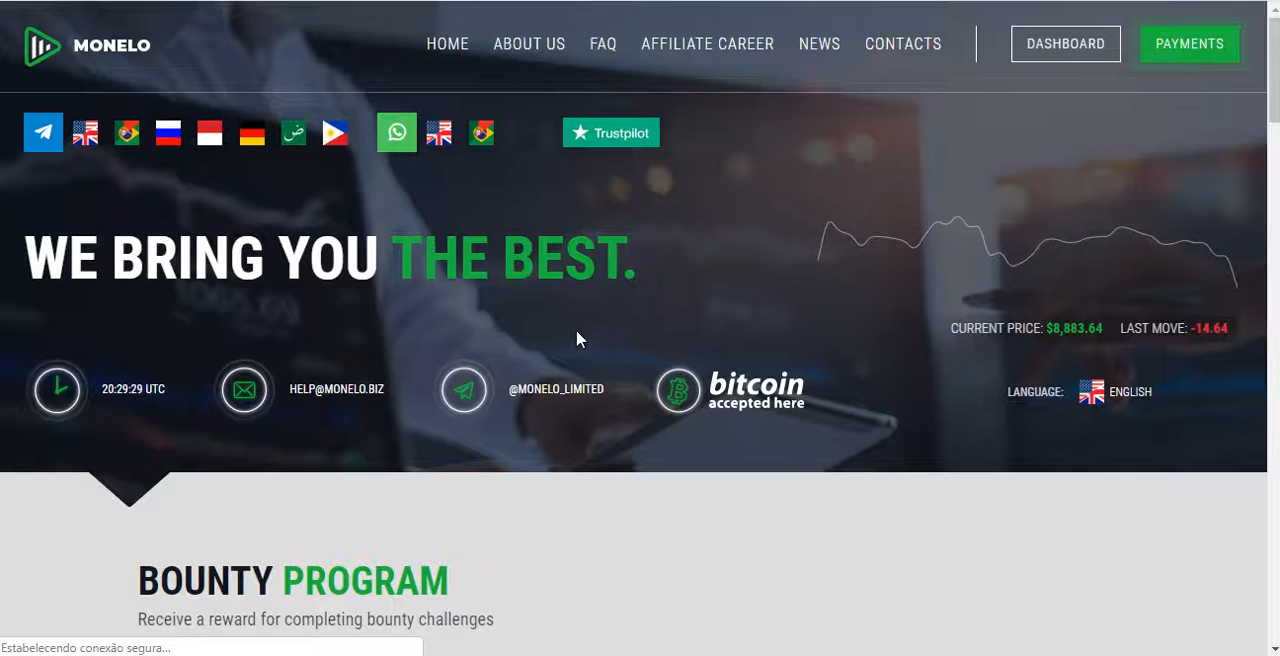 MONELO
HOME ABOUT US FAQ AFFILIATE CAREER NEWS CONTACTS DASHBOARD PAYMENTS
ض Trustpilot
WE BRING YOU THE BEST.
CURRENT PRICE: $8,883.64 LAST MOVE: -14.64
20:29:29 UTC HELP@MONELO.BIZ @MONELO_LIMITED bitcoin
accepted here
LANGUAGE: ENGLISH
BOUNTY PROGRAM
Receive a reward for completing bounty challenges
Estabelecendo conexão segura...